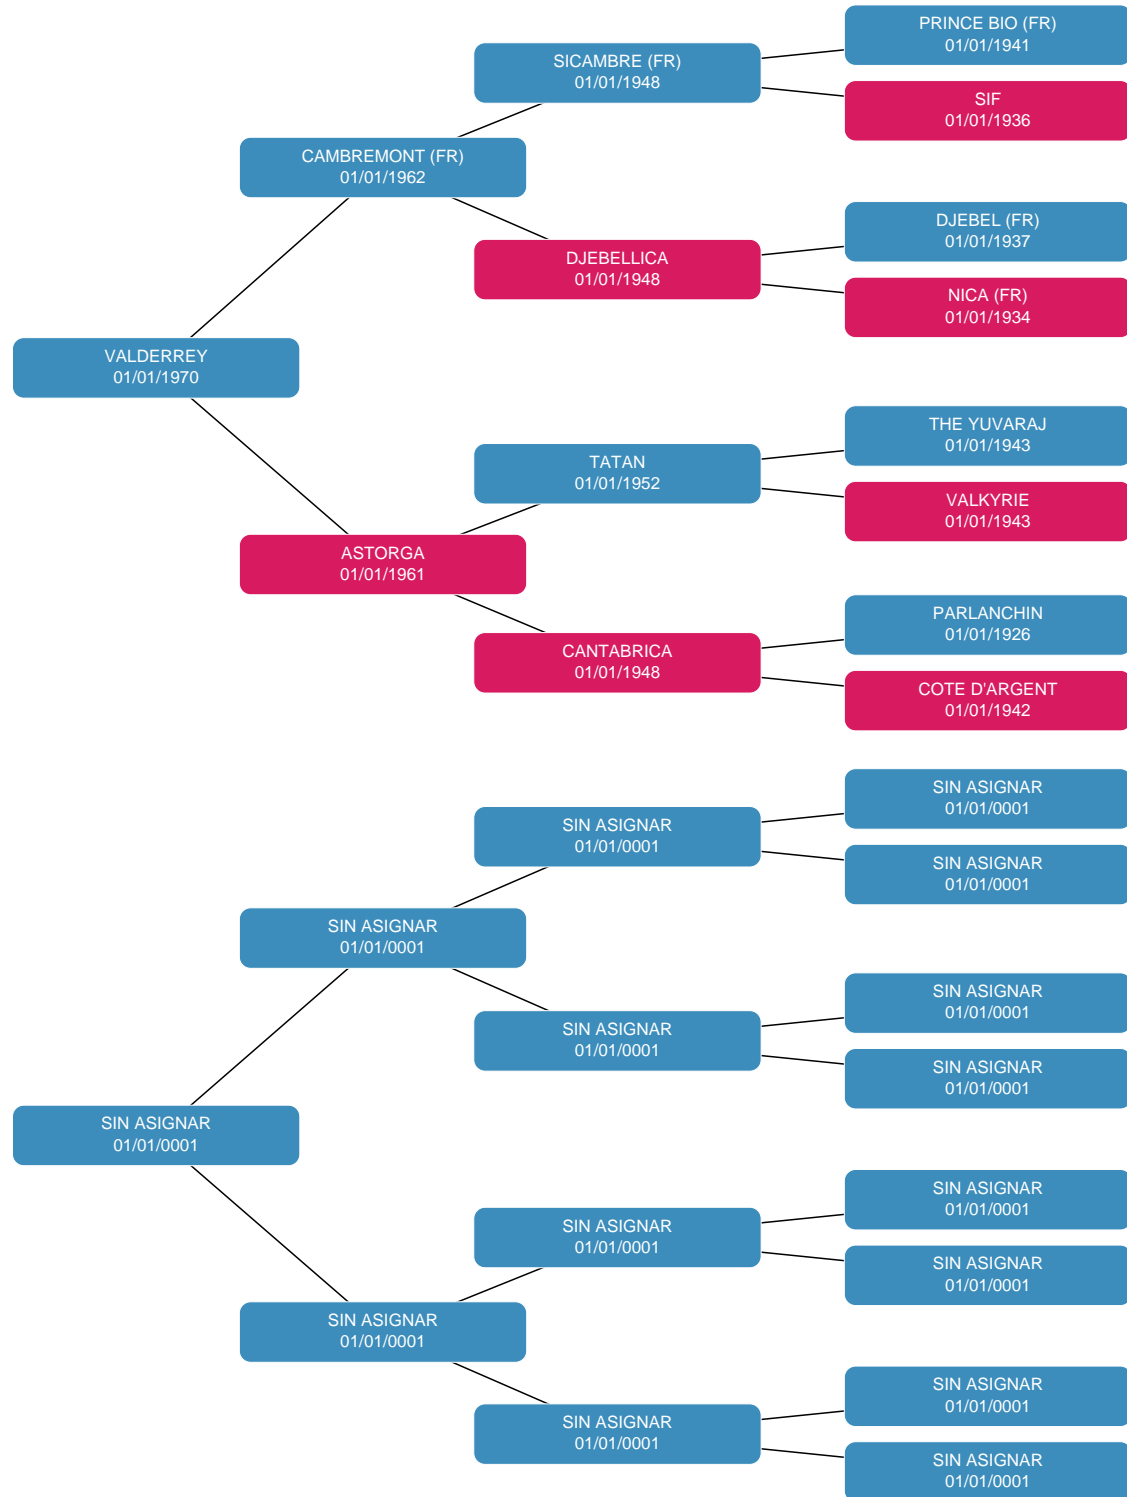 PRINCE BIO (FR)
01/01/1941
SICAMBRE (FR)
01/01/1948
SIF
01/01/1936
CAMBREMONT (FR)
01/01/1962
DJEBEL (FR)
01/01/1937
DJEBELLICA
01/01/1948
NICA (FR)
01/01/1934
VALDERREY
01/01/1970
THE YUVARAJ
01/01/1943
TATAN
01/01/1952
VALKYRIE
01/01/1943
ASTORGA
01/01/1961
PARLANCHIN
01/01/1926
CANTABRICA
01/01/1948
COTE D'ARGENT
01/01/1942
SIN ASIGNAR
01/01/0001
SIN ASIGNAR
01/01/0001
SIN ASIGNAR
01/01/0001
SIN ASIGNAR
01/01/0001
SIN ASIGNAR
01/01/0001
SIN ASIGNAR
01/01/0001
SIN ASIGNAR
01/01/0001
SIN ASIGNAR
01/01/0001
SIN ASIGNAR
01/01/0001
SIN ASIGNAR
01/01/0001
SIN ASIGNAR
01/01/0001
SIN ASIGNAR
01/01/0001
SIN ASIGNAR
01/01/0001
SIN ASIGNAR
01/01/0001
SIN ASIGNAR
01/01/0001